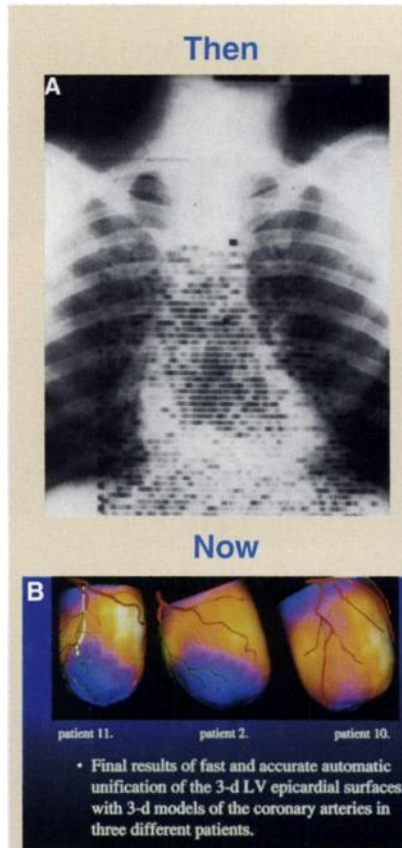 Then
A
Now
B
patient 11. patient 2. patient 10.
• Final results of fast and accurate automatic
unification of the 3-d LV epicardial surfaces
with 3-d models of the coronary arteries in
three different patients.